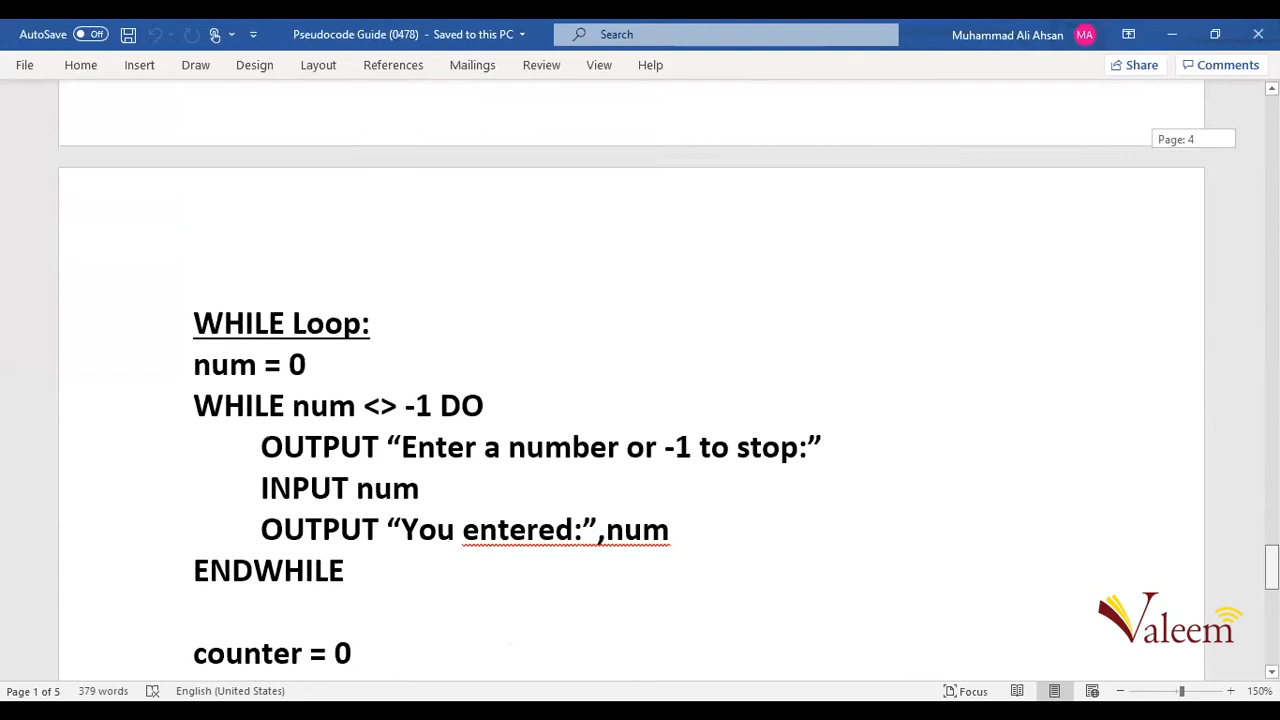 AutoSave Off Pseudocode Guide (0478) - Saved to this PC Search Muhammad Ali Ahsan MA
File Home Insert Draw Design Layout References Mailings Review View Help Share Comments
Page: 4
WHILE Loop:
num = 0
WHILE num <> -1 DO
OUTPUT “Enter a number or -1 to stop:”
INPUT num
OUTPUT “You entered:”,num
ENDWHILE
counter = 0
Valeem
Page 1 of 5 379 words English (United States) Focus 150%